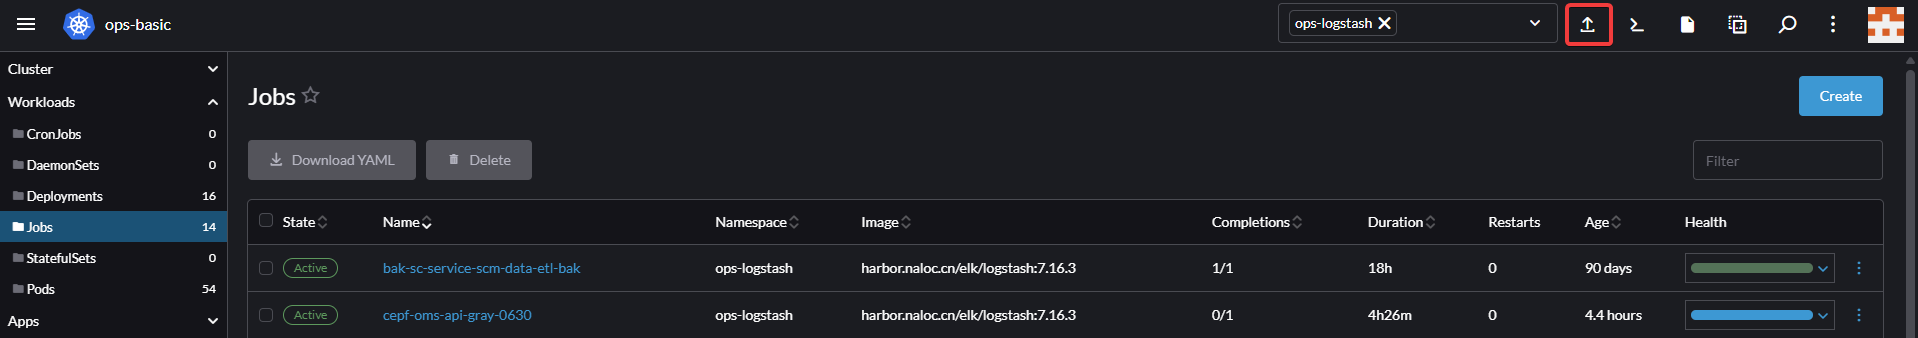 ops-basic
ops-logstash
Cluster
Workloads
CronJobs 0
DaemonSets 0
Deployments 16
Jobs 14
StatefulSets 0
Pods 54
Apps
Jobs
Create
Download YAML
Delete
Filter
State Name Namespace Image Completions Duration Restarts Age Health
Active bak-sc-service-scm-data-etl-bak ops-logstash harbor.naloc.cn/elk/logstash:7.16.3 1/1 18h 0 90 days
Active cepf-oms-api-gray-0630 ops-logstash harbor.naloc.cn/elk/logstash:7.16.3 0/1 4h26m 0 4.4 hours